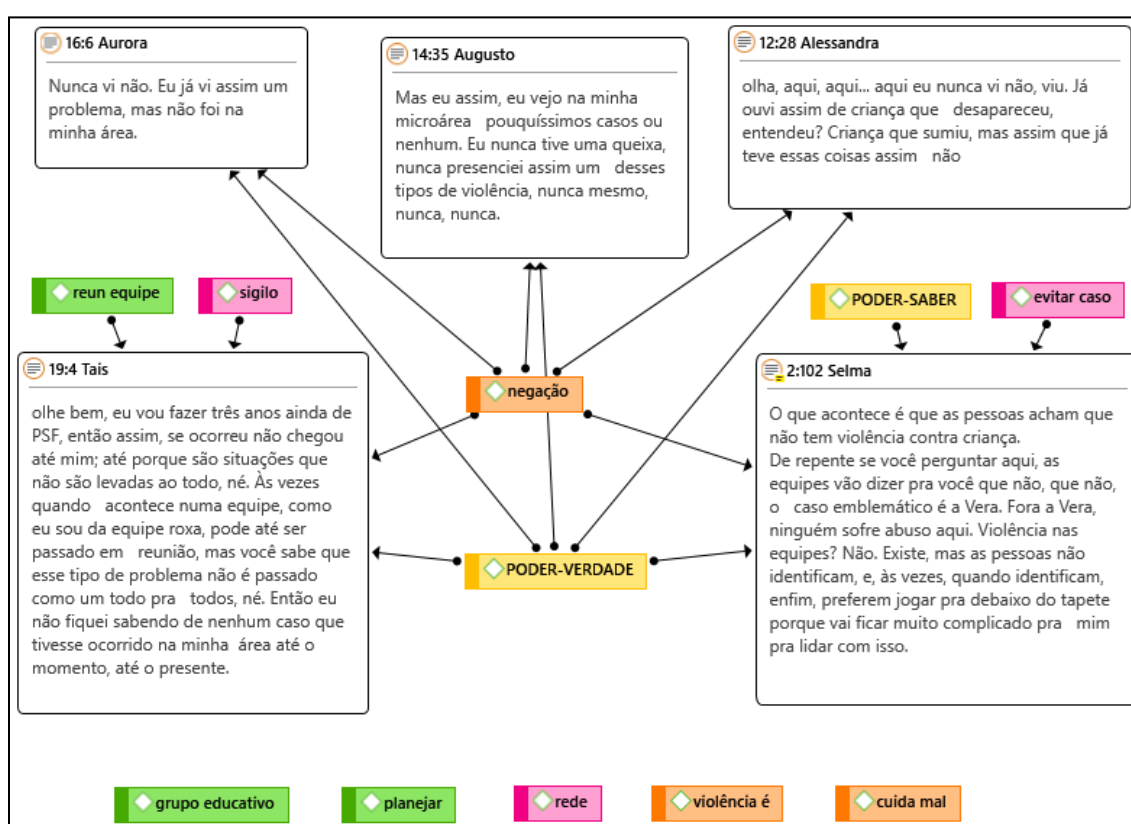 16:6 Aurora
Nunca vi não. Eu já vi assim um
problema, mas não foi na
minha área.
14:35 Augusto
Mas eu assim, eu vejo na minha
microárea pouquíssimos casos ou
nenhum. Eu nunca tive uma queixa,
nunca presenciei assim um desses
tipos de violência, nunca mesmo,
nunca, nunca.
12:28 Alessandra
olha, aqui, aqui... aqui eu nunca vi não, viu. Já
ouvi assim de criança que desapareceu,
entendeu? Criança que sumiu, mas assim que já
teve essas coisas assim não
reun equipe
sigilo
PODER-SABER
evitar caso
negação
PODER-VERDADE
19:4 Tais
olhe bem, eu vou fazer três anos ainda de
PSF, então assim, se ocorreu não chegou
até mim; até porque são situações que
não são levadas ao todo, né. Às vezes
quando acontece numa equipe, como
eu sou da equipe roxa, pode até ser
passado em reunião, mas você sabe que
esse tipo de problema não é passado
como um todo pra todos, né. Então eu
não fiquei sabendo de nenhum caso que
tivesse ocorrido na minha área até o
momento, até o presente.
2:102 Selma
O que acontece é que as pessoas acham que
não tem violência contra criança.
De repente se você perguntar aqui, as
equipes vão dizer pra você que não, que não,
o caso emblemático é a Vera. Fora a Vera,
ninguém sofre abuso aqui. Violência nas
equipes? Não. Existe, mas as pessoas não
identificam, e, às vezes, quando identificam,
enfim, preferem jogar pra debaixo do tapete
porque vai ficar muito complicado pra mim
pra lidar com isso.
grupo educativo
planejar
rede
violência é
cuida mal